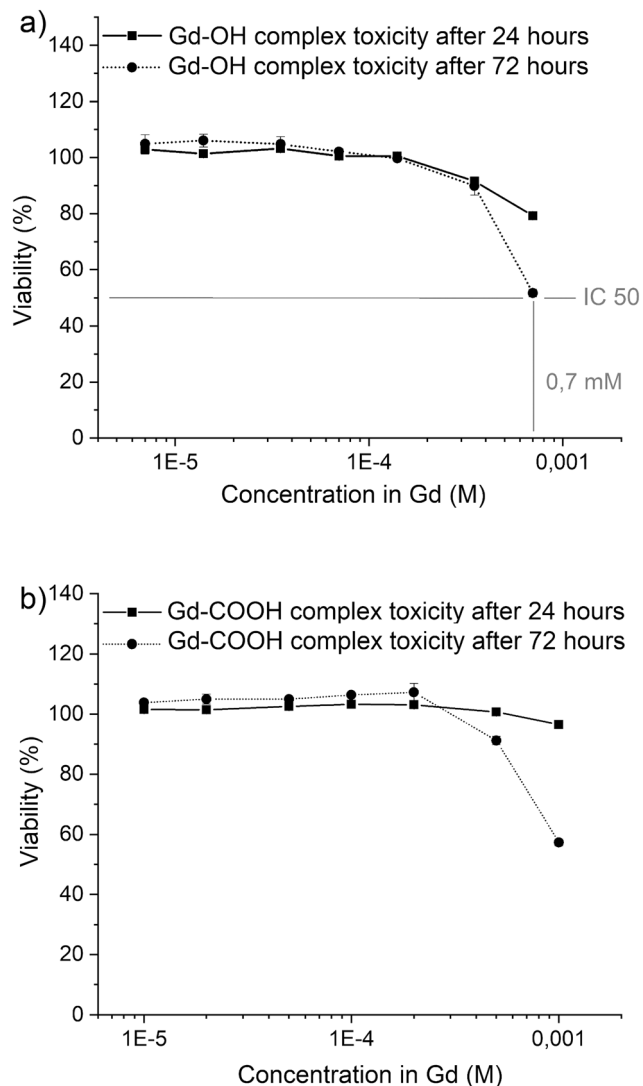 a)
Gd-OH complex toxicity after 24 hours
Gd-OH complex toxicity after 72 hours
140
120
100
80
60
40
20
0
Viability (%)
IC 50
0,7 mM
1E-5
1E-4
0,001
Concentration in Gd (M)
b)
Gd-COOH complex toxicity after 24 hours
Gd-COOH complex toxicity after 72 hours
140
120
100
80
60
40
20
0
Viability (%)
1E-5
1E-4
0,001
Concentration in Gd (M)